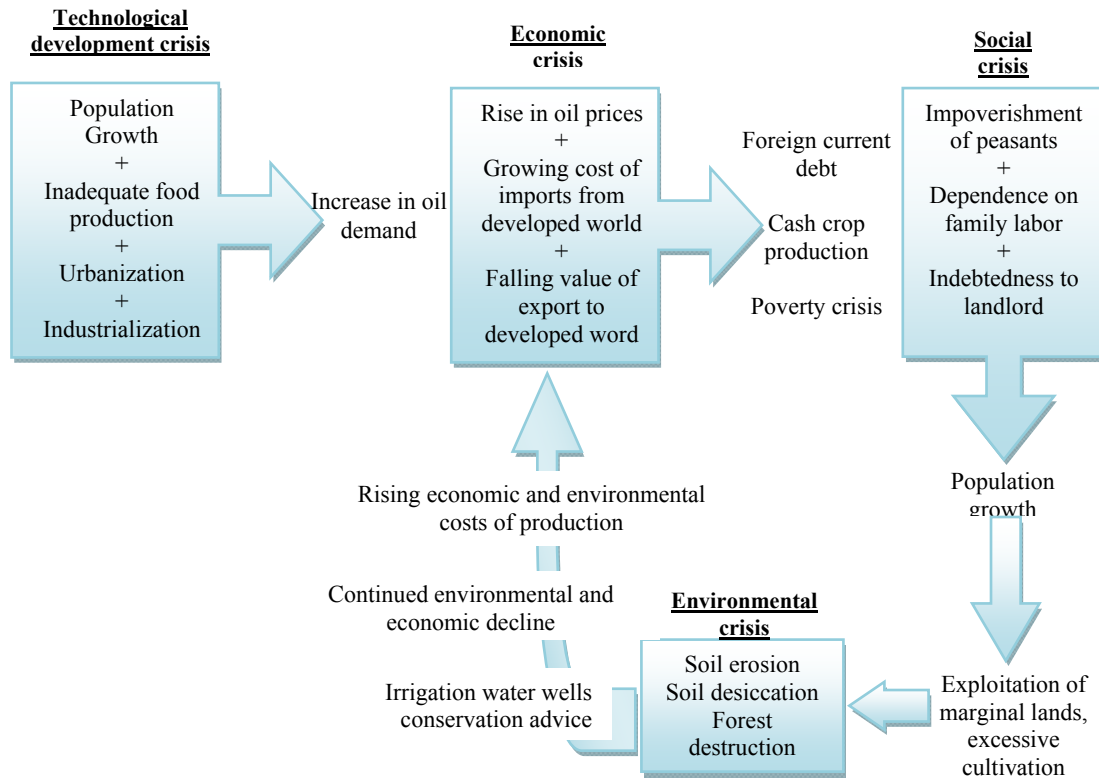 Technological
development crisis
Population
Growth
+
Inadequate food
production
+
Urbanization
+
Industrialization
Increase in oil
demand
Economic
crisis
Rise in oil prices
+
Growing cost of
imports from
developed world
+
Falling value of
export to
developed word
Foreign current
debt
Cash crop
production
Poverty crisis
Social
crisis
Impoverishment
of peasants
+
Dependence on
family labor
+
Indebtedness to
landlord
Population
growth
Exploitation of
marginal lands,
excessive
cultivation
Environmental
crisis
Soil erosion
Soil desiccation
Forest
destruction
Irrigation water wells
conservation advice
Continued environmental and
economic decline
Rising economic and environmental
costs of production